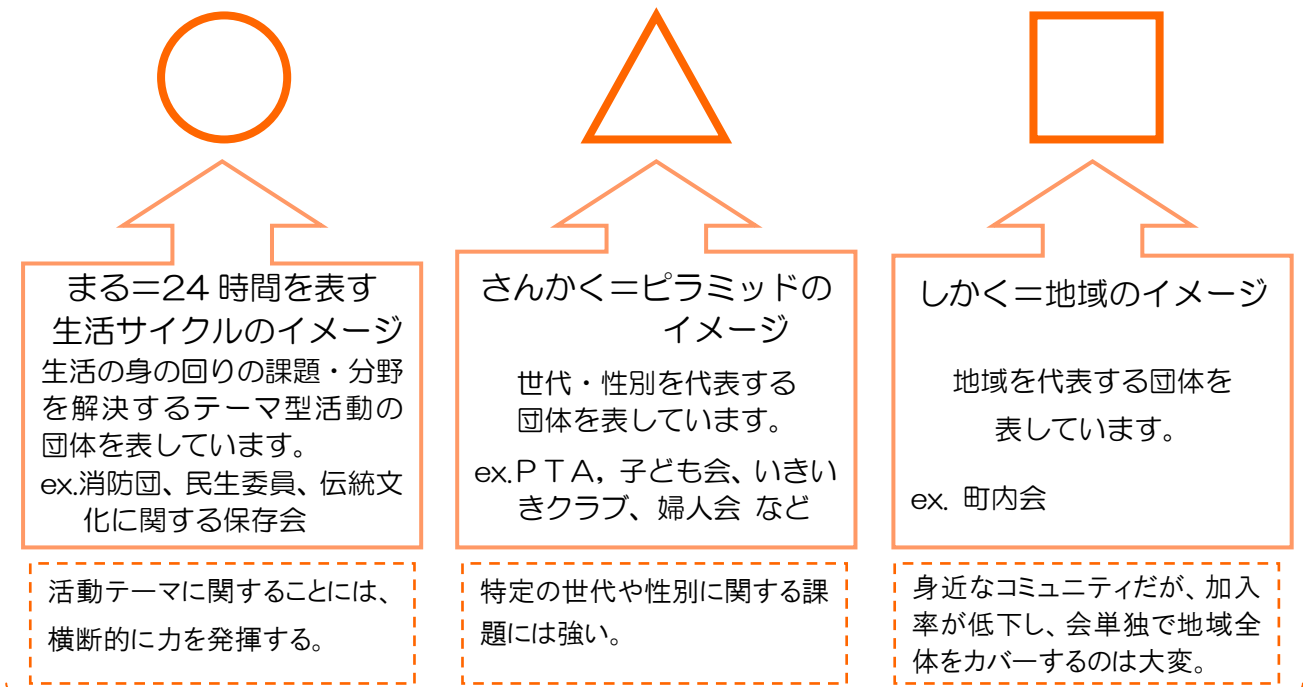 まる=24時間を表す
生活サイクルのイメージ
生活の身の回りの課題・分野
を解決するテーマ型活動の
団体を表しています。
ex.消防団、民生委員、伝統文
化に関する保存会
活動テーマに関することには、
横断的に力を発揮する。
さんかく=ピラミッドの
イメージ
世代・性別を代表する
団体を表しています。
ex.PTA，子ども会、いきい
きクラブ、婦人会 など
特定の世代や性別に関する課
題には強い。
しかく=地域のイメージ
地域を代表する団体を
表しています。
ex. 町内会
身近なコミュニティだが、加入
率が低下し、会単独で地域全
体をカバーするのは大変。